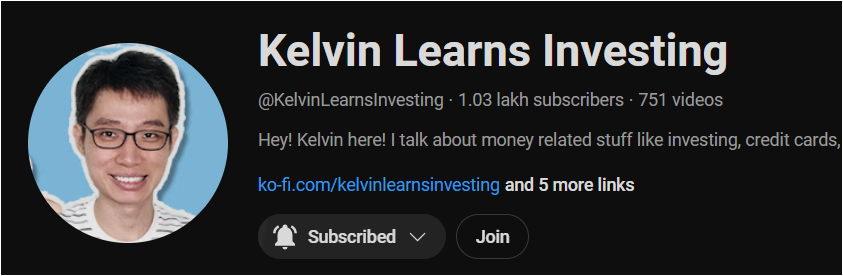 Kelvin Learns Investing
@KelvinLearnsInvesting · 1.03 lakh subscribers · 751 videos
Hey! Kelvin here! I talk about money related stuff like investing, credit cards,
ko-fi.com/kelvinlearnsinvesting and 5 more links
Subscribed Join